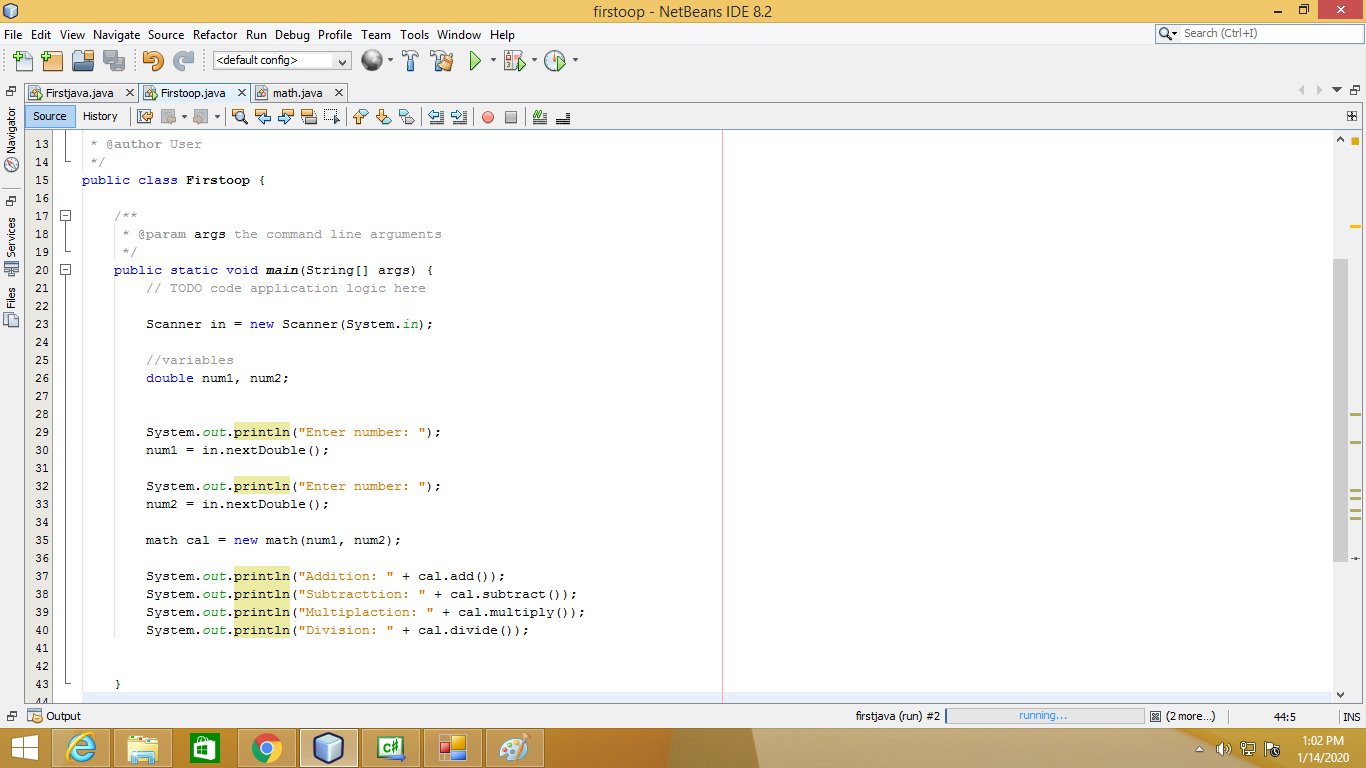 firstoop - NetBeans IDE 8.2
File Edit View Navigate Source Refactor Run Debug Profile Team Tools Window Help
Search (Ctrl+I)
<default config>
Firstjava.java Firstoop.java math.java
Source History
Navigator
Services
Files
13 * @author User
14 */
15 public class Firstoop {
16
17 /**
18 * @param args the command line arguments
19 */
20 public static void main(String[] args) {
21 // TODO code application logic here
22
23 Scanner in = new Scanner(System.in);
24
25 //variables
26 double num1, num2;
27
28
29 System.out.println("Enter number: ");
30 num1 = in.nextDouble();
31
32 System.out.println("Enter number: ");
33 num2 = in.nextDouble();
34
35 math cal = new math(num1, num2);
36
37 System.out.println("Addition: " + cal.add());
38 System.out.println("Subtracttion: " + cal.subtract());
39 System.out.println("Multiplaction: " + cal.multiply());
40 System.out.println("Division: " + cal.divide());
41
42
43 }
44
Output
firstjava (run) #2 running... (2 more...) 44:5 INS
C#
1:02 PM
1/14/2020